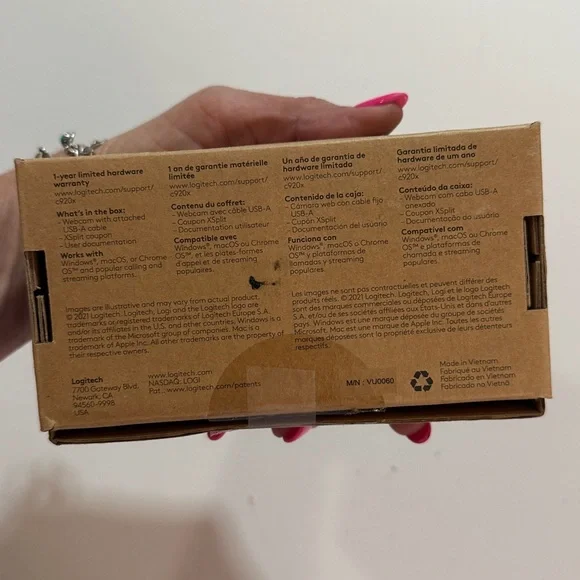 1-year limited hardware
warranty
www.logitech.com/support/
c920x
What's in the box:
- Webcam with attached
USB-A cable
- XSplit coupon
- User documentation
Works with
Windows®, macOS, or Chrome
OS™ and popular calling and
streaming platforms.
1 an de garantie matérielle
limitée
www.logitech.com/support/
c920x
Contenu du coffret:
- Webcam avec câble USB-A
- Coupon XSplit
- Documentation utilisateur
Compatible avec
Windows®, macOS ou Chrome
OS™, et les plates-formes
d'appel et de streaming
populaires.
Un año de garantía de
hardware limitada
www.logitech.com/support/
c920x
Contenido de la caja:
- Cámara web con cable fijo
USB-A
- Cupón XSplit
- Documentación del usuario
Funciona con
Windows®, macOS o Chrome
OS™ y plataformas de
llamadas y streaming
populares.
Garantia limitada de
hardware de um ano
www.logitech.com/support/
c920x
Conteúdo da caixa:
- Webcam com cabo USB-A
anexado
- Coupon XSplit
- Documentação do usuário
Compatível com
Windows®, macOS ou Chrome
OS™ e plataformas de
chamada e streaming
populares.
Images are illustrative and may vary from actual product.
© 2021 Logitech. Logitech, Logi and the Logitech logo are
trademarks or registered trademarks of Logitech Europe S.A.
and/or its affiliates in the U.S. and other countries. Windows is a
trademark of the Microsoft group of companies. Mac is a
trademark of Apple Inc. All other trademarks are the property of
their respective owners.
Les images ne sont pas contractuelles et peuvent différer des
produits réels. © 2021 Logitech. Logitech, Logi et le logo Logitech
sont des marques commerciales ou déposées de Logitech Europe
S.A. et/ou de ses sociétés affiliées aux États-Unis et dans d'autres
pays. Windows est une marque déposée du groupe de sociétés
Microsoft. Mac est une marque de Apple Inc. Toutes les autres
marques sont la propriété exclusive de leurs détenteurs
respectifs.
Logitech
7700 Gateway Blvd.
Newark, CA
94560-9998
USA
www.logitech.com
NASDAQ: LOGI
www.logitech.com/patents
M/N : VU0060
Made in Vietnam
Fabriqué au Vietnam
Fabricado en Vietnam
Fabricado na Vietnã